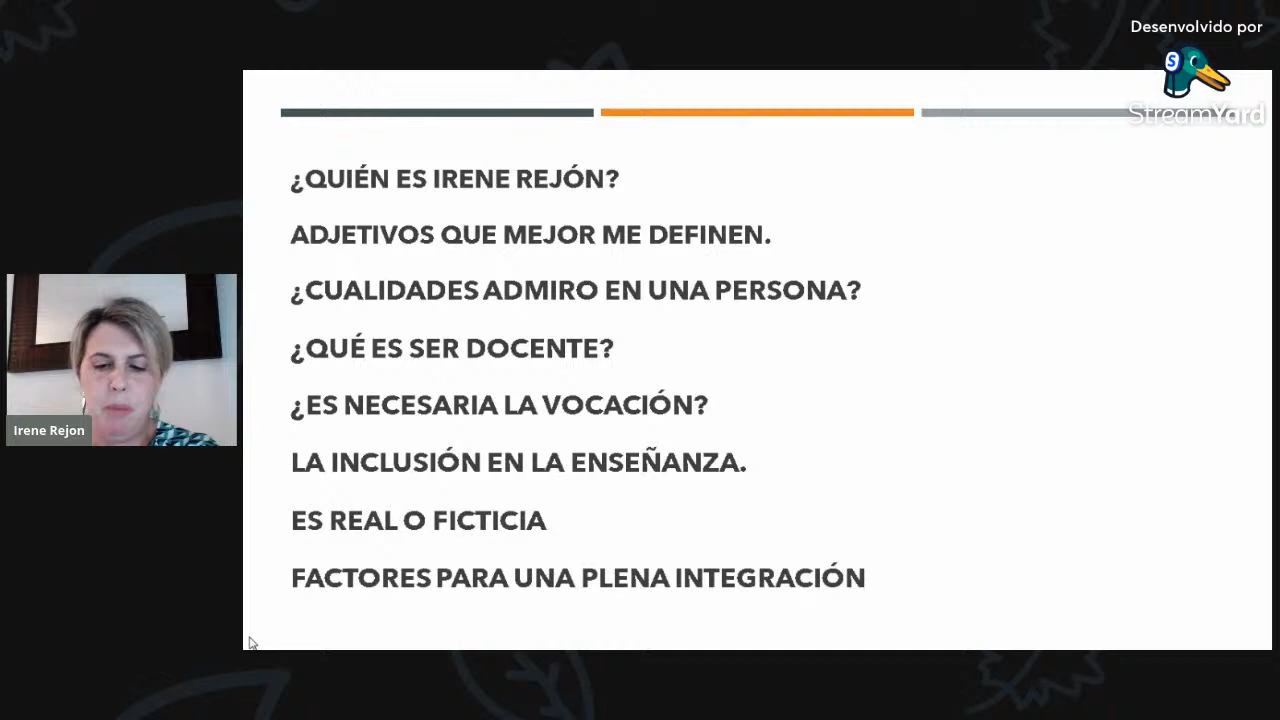 Desenvolvido por
S
StreamYard
¿QUIÉN ES IRENE REJÓN?
ADJETIVOS QUE MEJOR ME DEFINEN.
¿CUALIDADES ADMIRO EN UNA PERSONA?
¿QUÉ ES SER DOCENTE?
¿ES NECESARIA LA VOCACIÓN?
LA INCLUSIÓN EN LA ENSEÑANZA.
ES REAL O FICTICIA
FACTORES PARA UNA PLENA INTEGRACIÓN
Irene Rejon